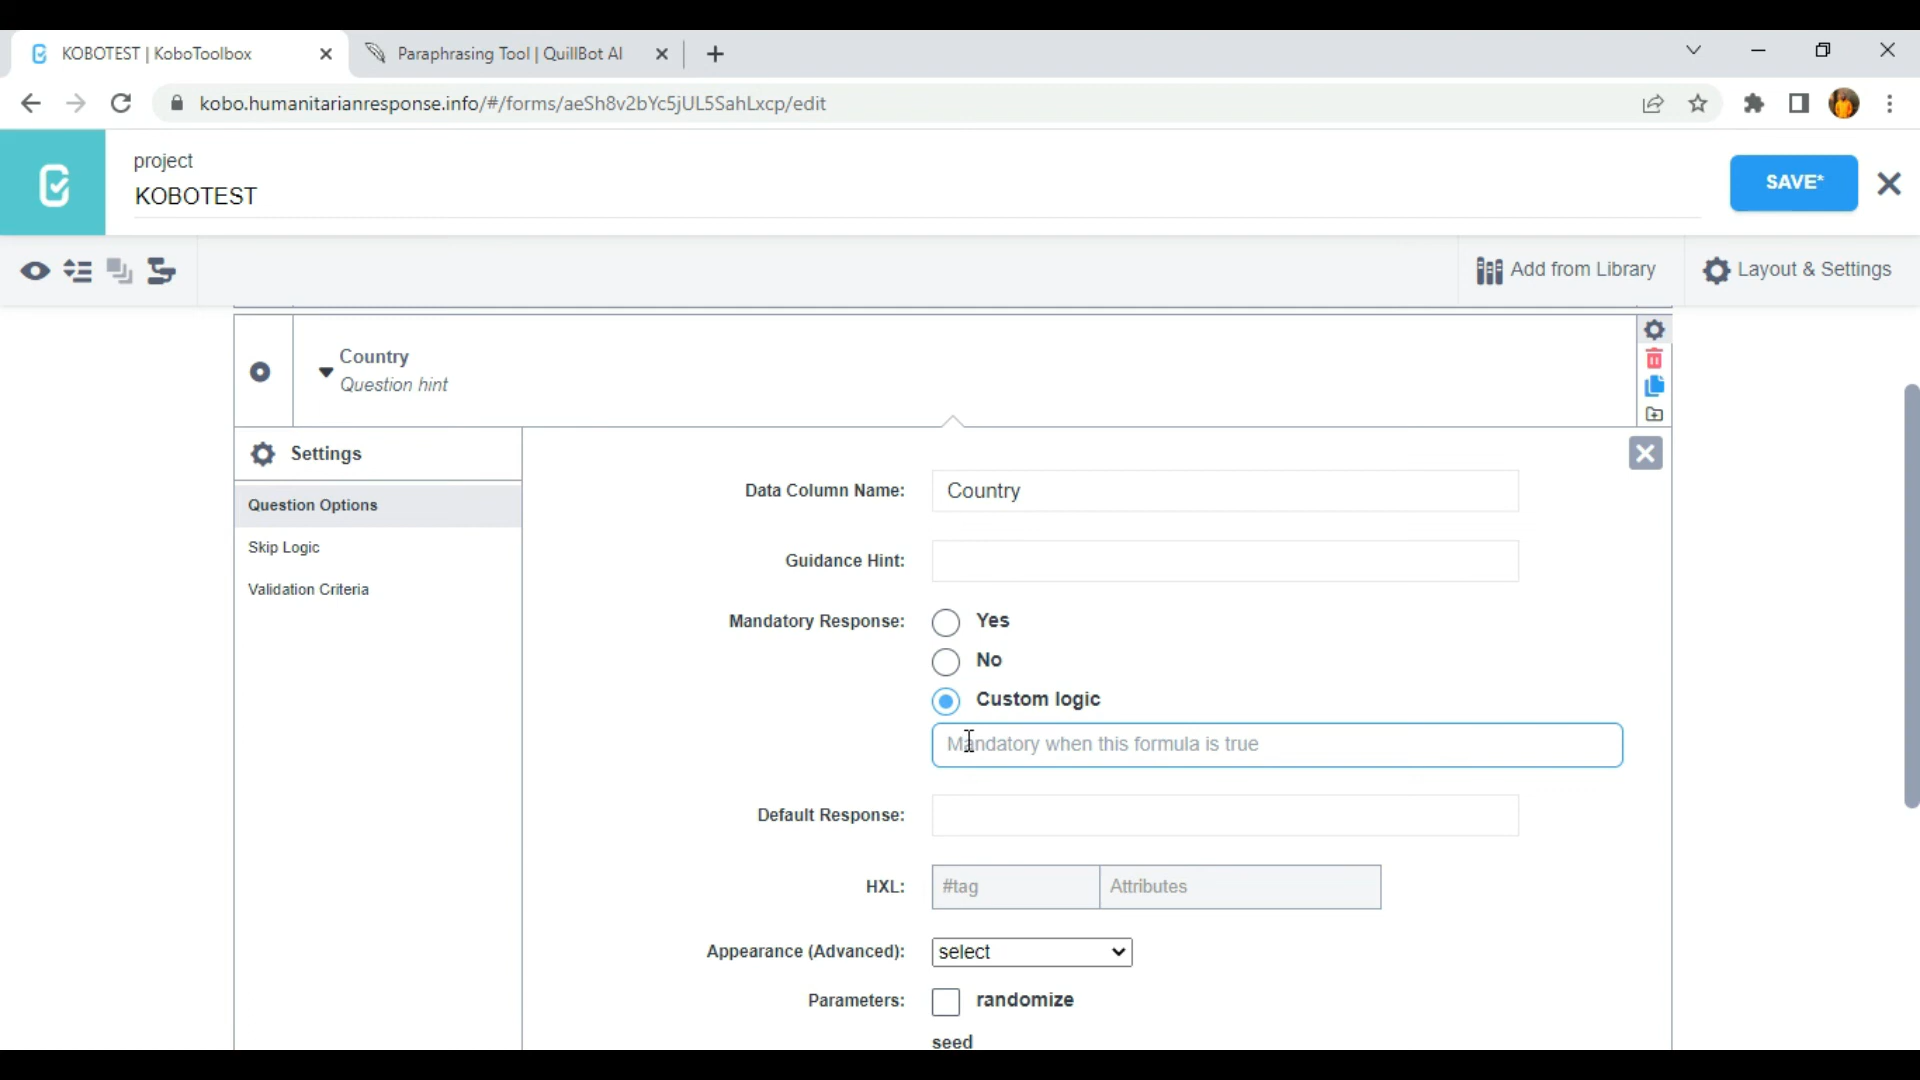 KOBOTEST | KoboToolbox
Paraphrasing Tool | QuillBot AI
kobo.humanitarianresponse.info/#/forms/aeSh8v2bYc5jUL5SahLxcp/edit
project
KOBOTEST
SAVE*
Add from Library
Layout & Settings
Country
Question hint
Settings
Question Options
Skip Logic
Validation Criteria
Data Column Name:
Country
Guidance Hint:
Mandatory Response:
Yes
No
Custom logic
Mandatory when this formula is true
Default Response:
HXL:
#tag
Attributes
Appearance (Advanced):
select
Parameters:
randomize
seed